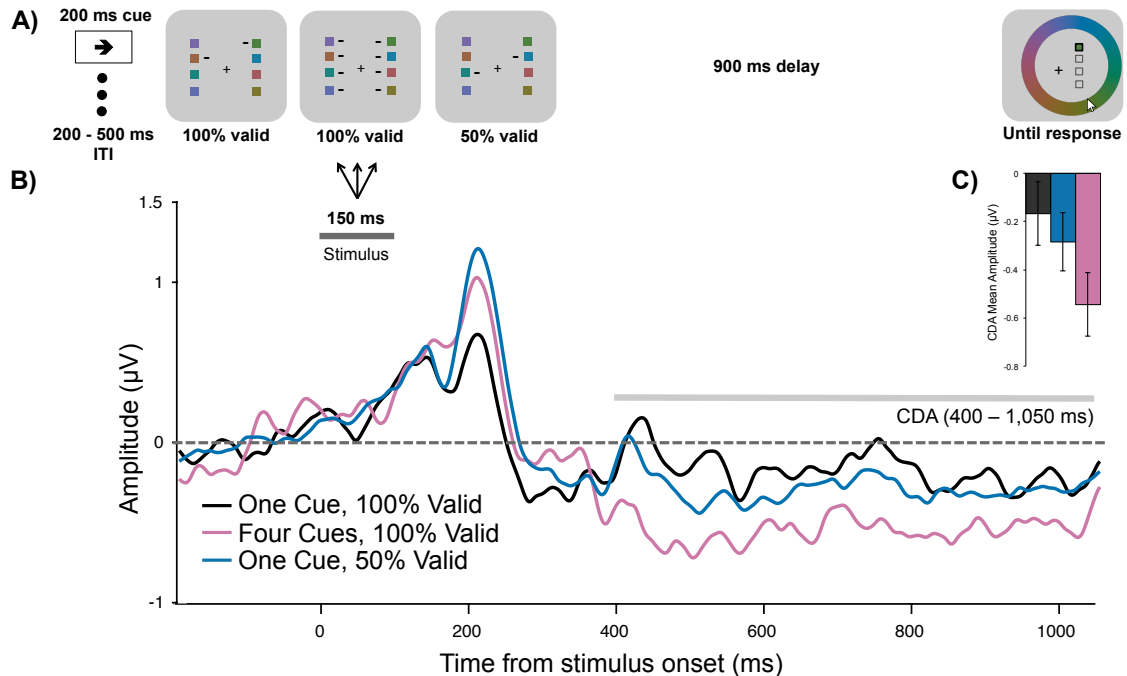 A)
200 ms cue
200 - 500 ms
ITI
100% valid
100% valid
50% valid
900 ms delay
Until response
B)
1.5
1
0
-1
Amplitude (µV)
150 ms
Stimulus
CDA (400 – 1,050 ms)
One Cue, 100% Valid
Four Cues, 100% Valid
One Cue, 50% Valid
0
200
400
600
800
1000
Time from stimulus onset (ms)
C)
0
-0.2
-0.4
-0.6
-0.8
CDA Mean Amplitude (µV)